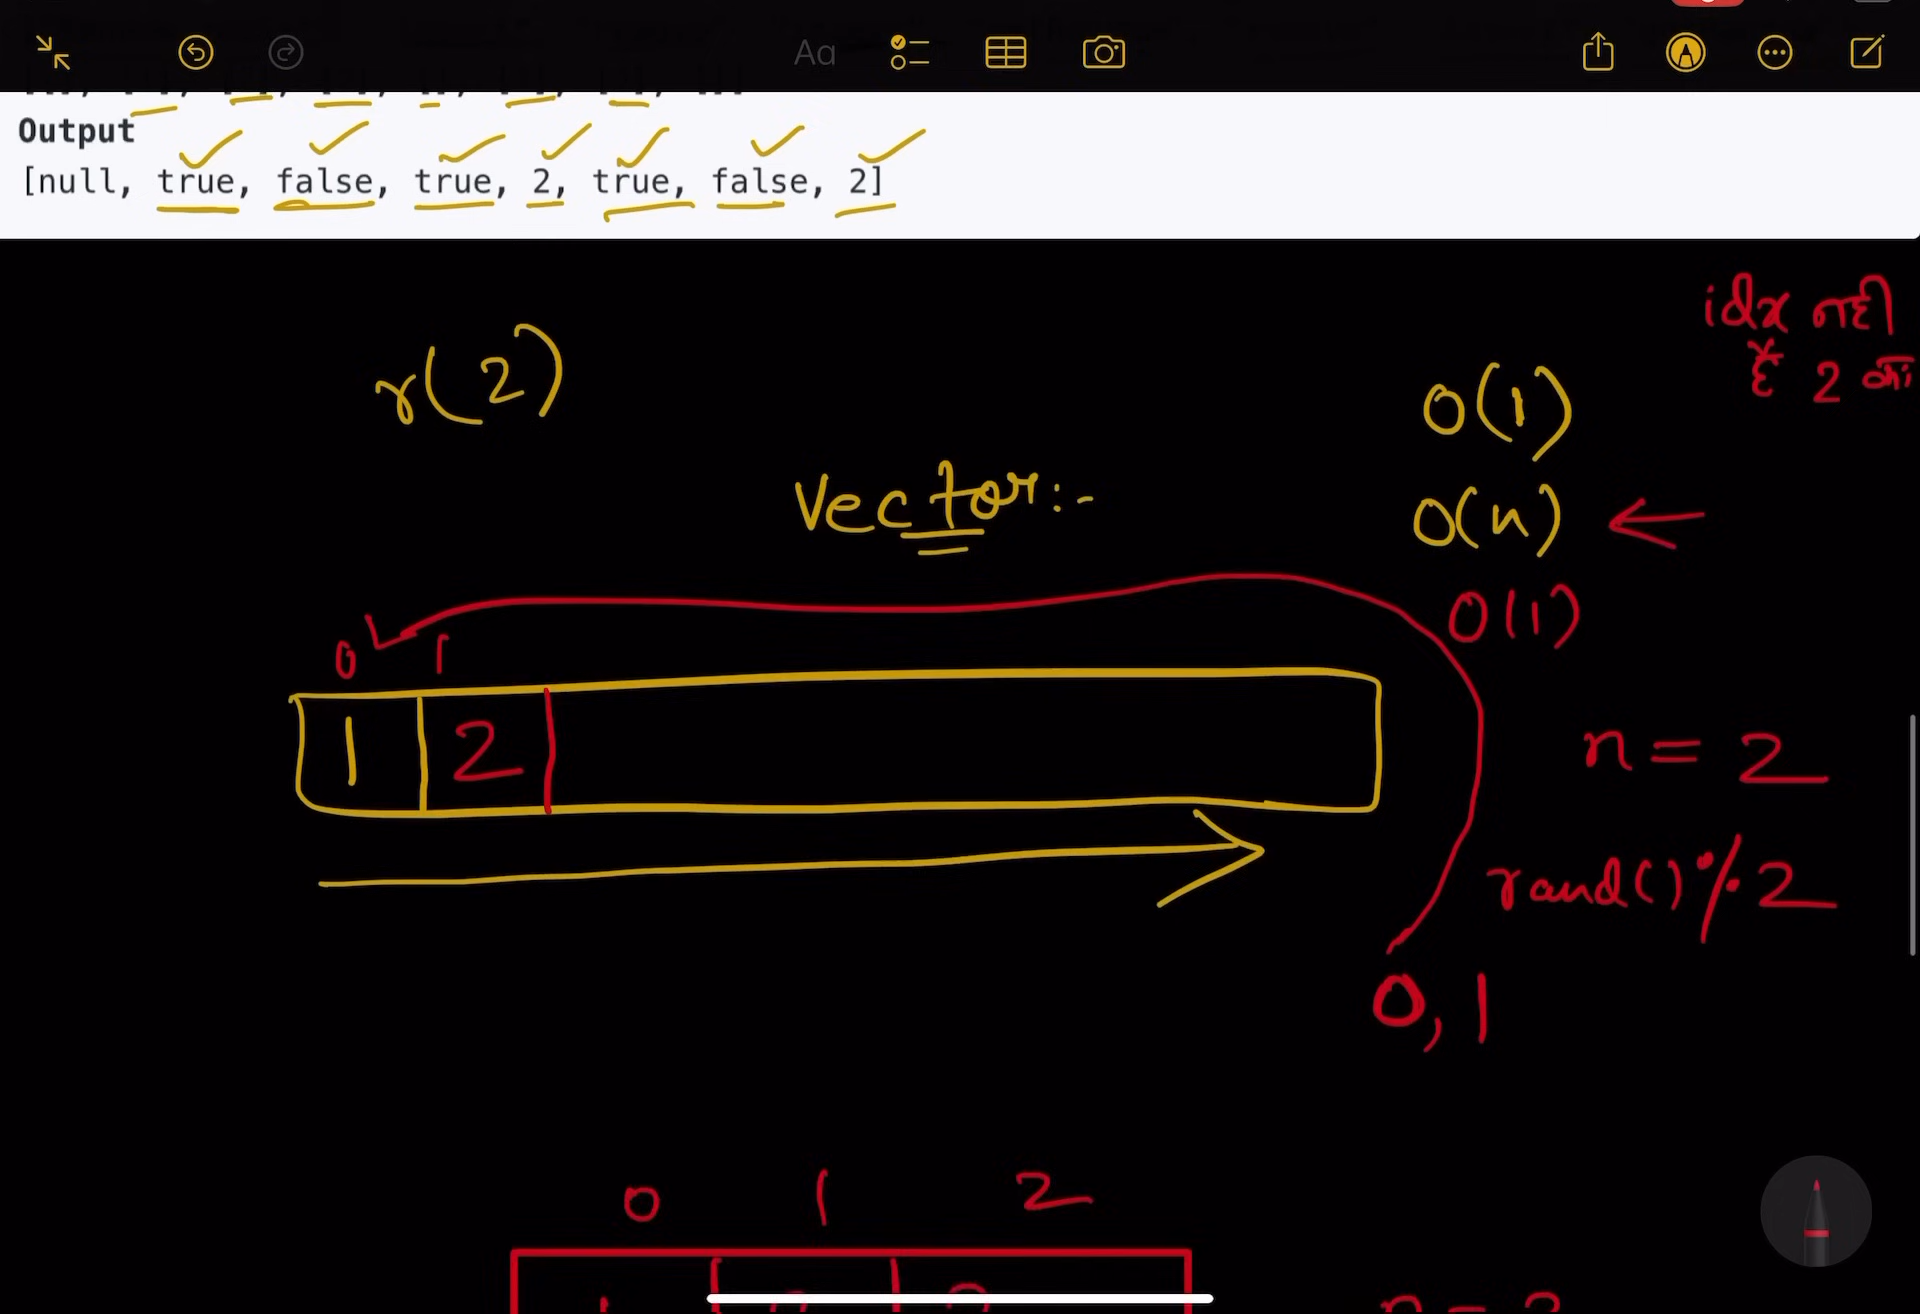 Output
[null, true, false, true, 2, true, false, 2]
idx नही
है 2 का
r(2)
O(1)
Vector:-
O(n)
O(1)
0 1
1 2
n = 2
rand()%2
0, 1
0 1 2